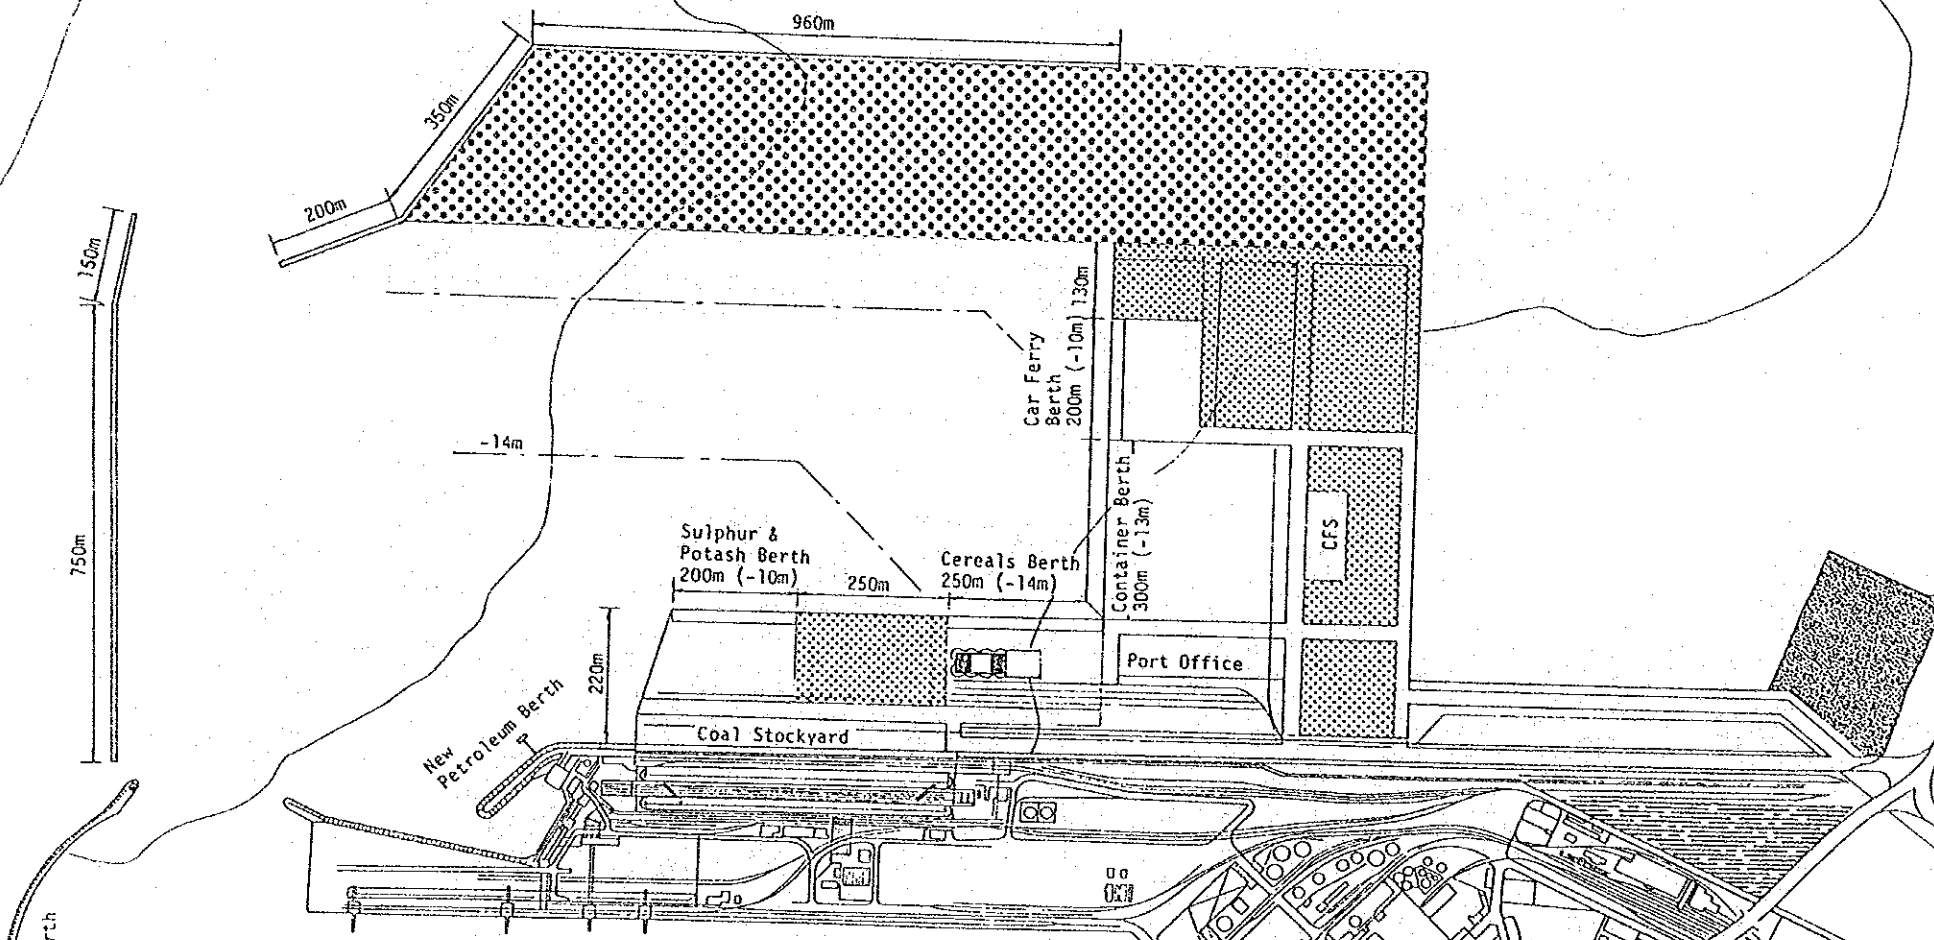 960m
350m
200m
150m
750m
130m
Car Ferry
Berth
200m (-10m)
-14m
Container Berth
300m (-13m)
CFS
Sulphur &
Potash Berth
200m (-10m)
250m
Cereals Berth
250m (-14m)
220m
Port Office
Coal Stockyard
New
Petroleum Berth
rth